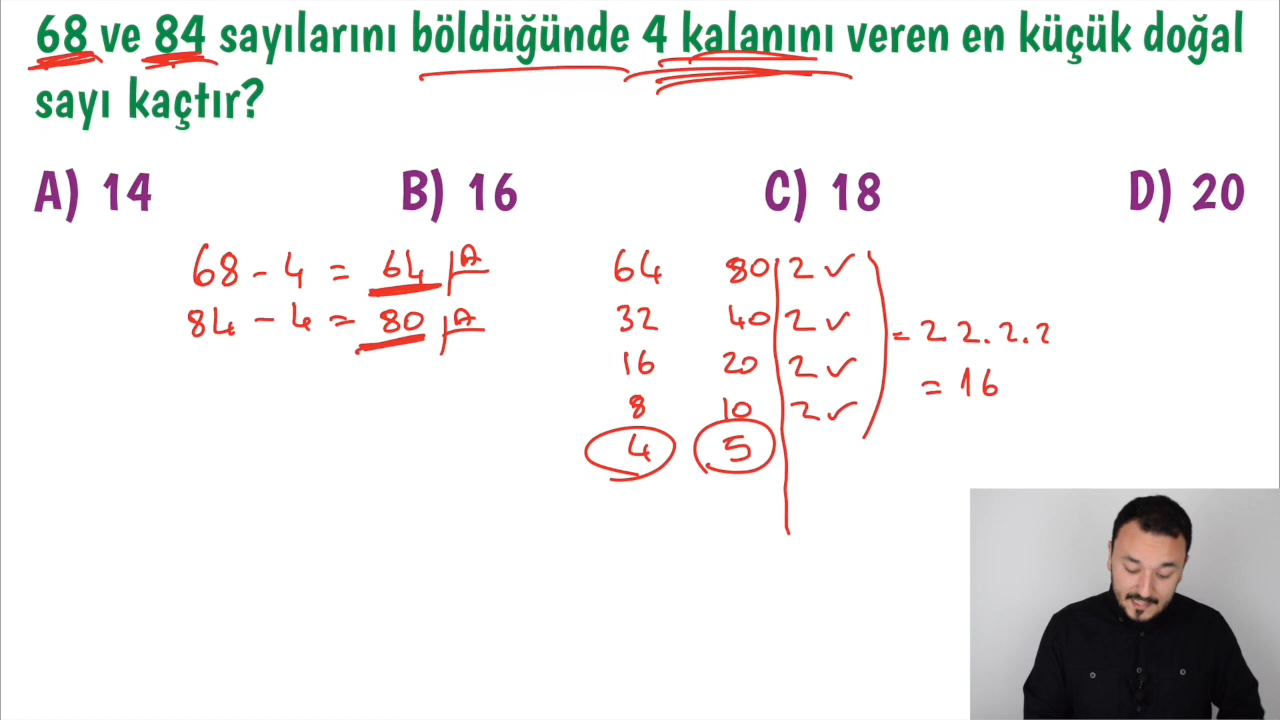 68 ve 84 sayılarını böldüğünde 4 kalanını veren en küçük doğal
sayı kaçtır?
A) 14 B) 16 C) 18 D) 20
68 - 4 = 64 A
84 - 4 = 80 A
64 80 2 ✓
32 40 2 ✓
16 20 2 ✓
8 10 2 ✓
4 5
= 2 2.2.2
= 16